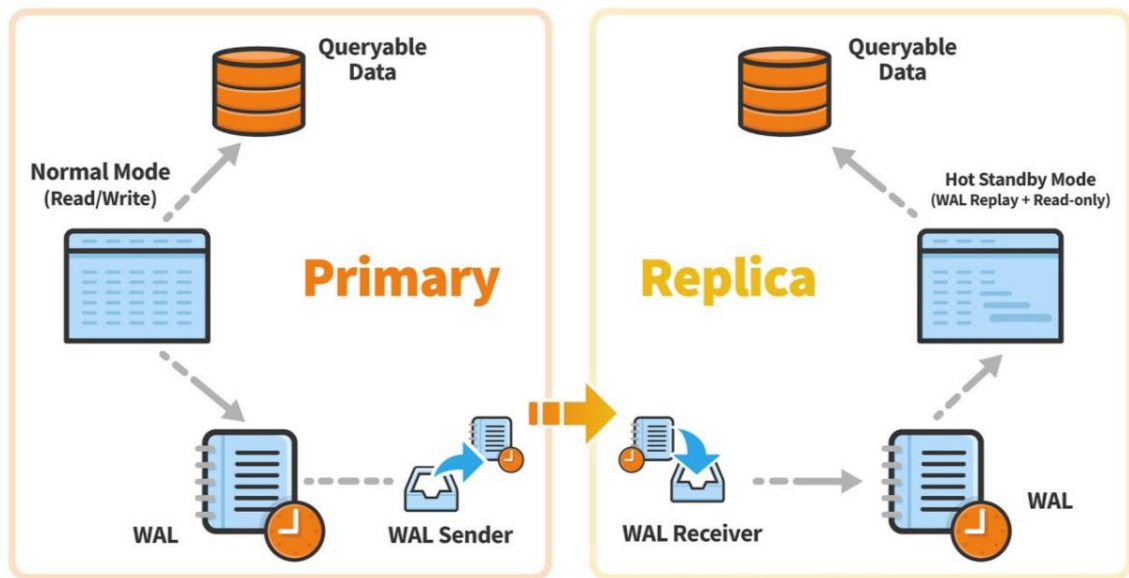 Queryable
Data
Normal Mode
(Read/Write)
Primary
WAL
WAL Sender
Queryable
Data
Hot Standby Mode
(WAL Replay + Read-only)
Replica
WAL Receiver
WAL